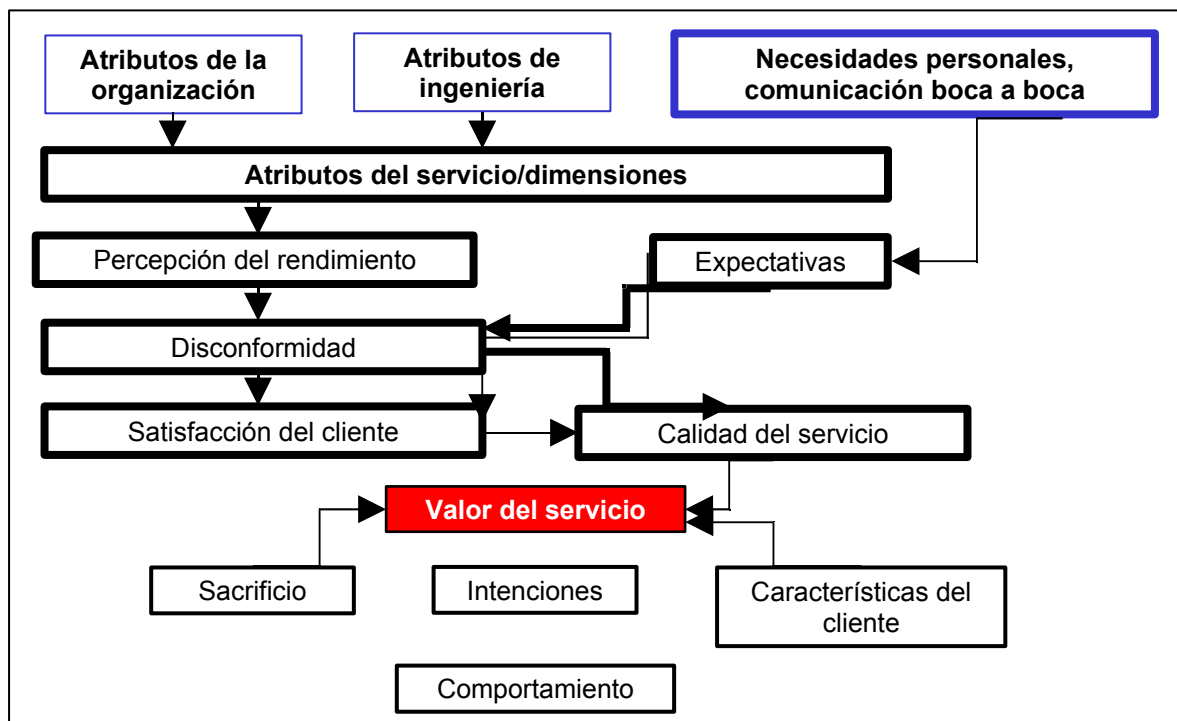 Atributos de la
organización
Atributos de
ingeniería
Necesidades personales,
comunicación boca a boca
Atributos del servicio/dimensiones
Percepción del rendimiento
Expectativas
Disconformidad
Satisfacción del cliente
Calidad del servicio
Valor del servicio
Sacrificio
Intenciones
Características del
cliente
Comportamiento